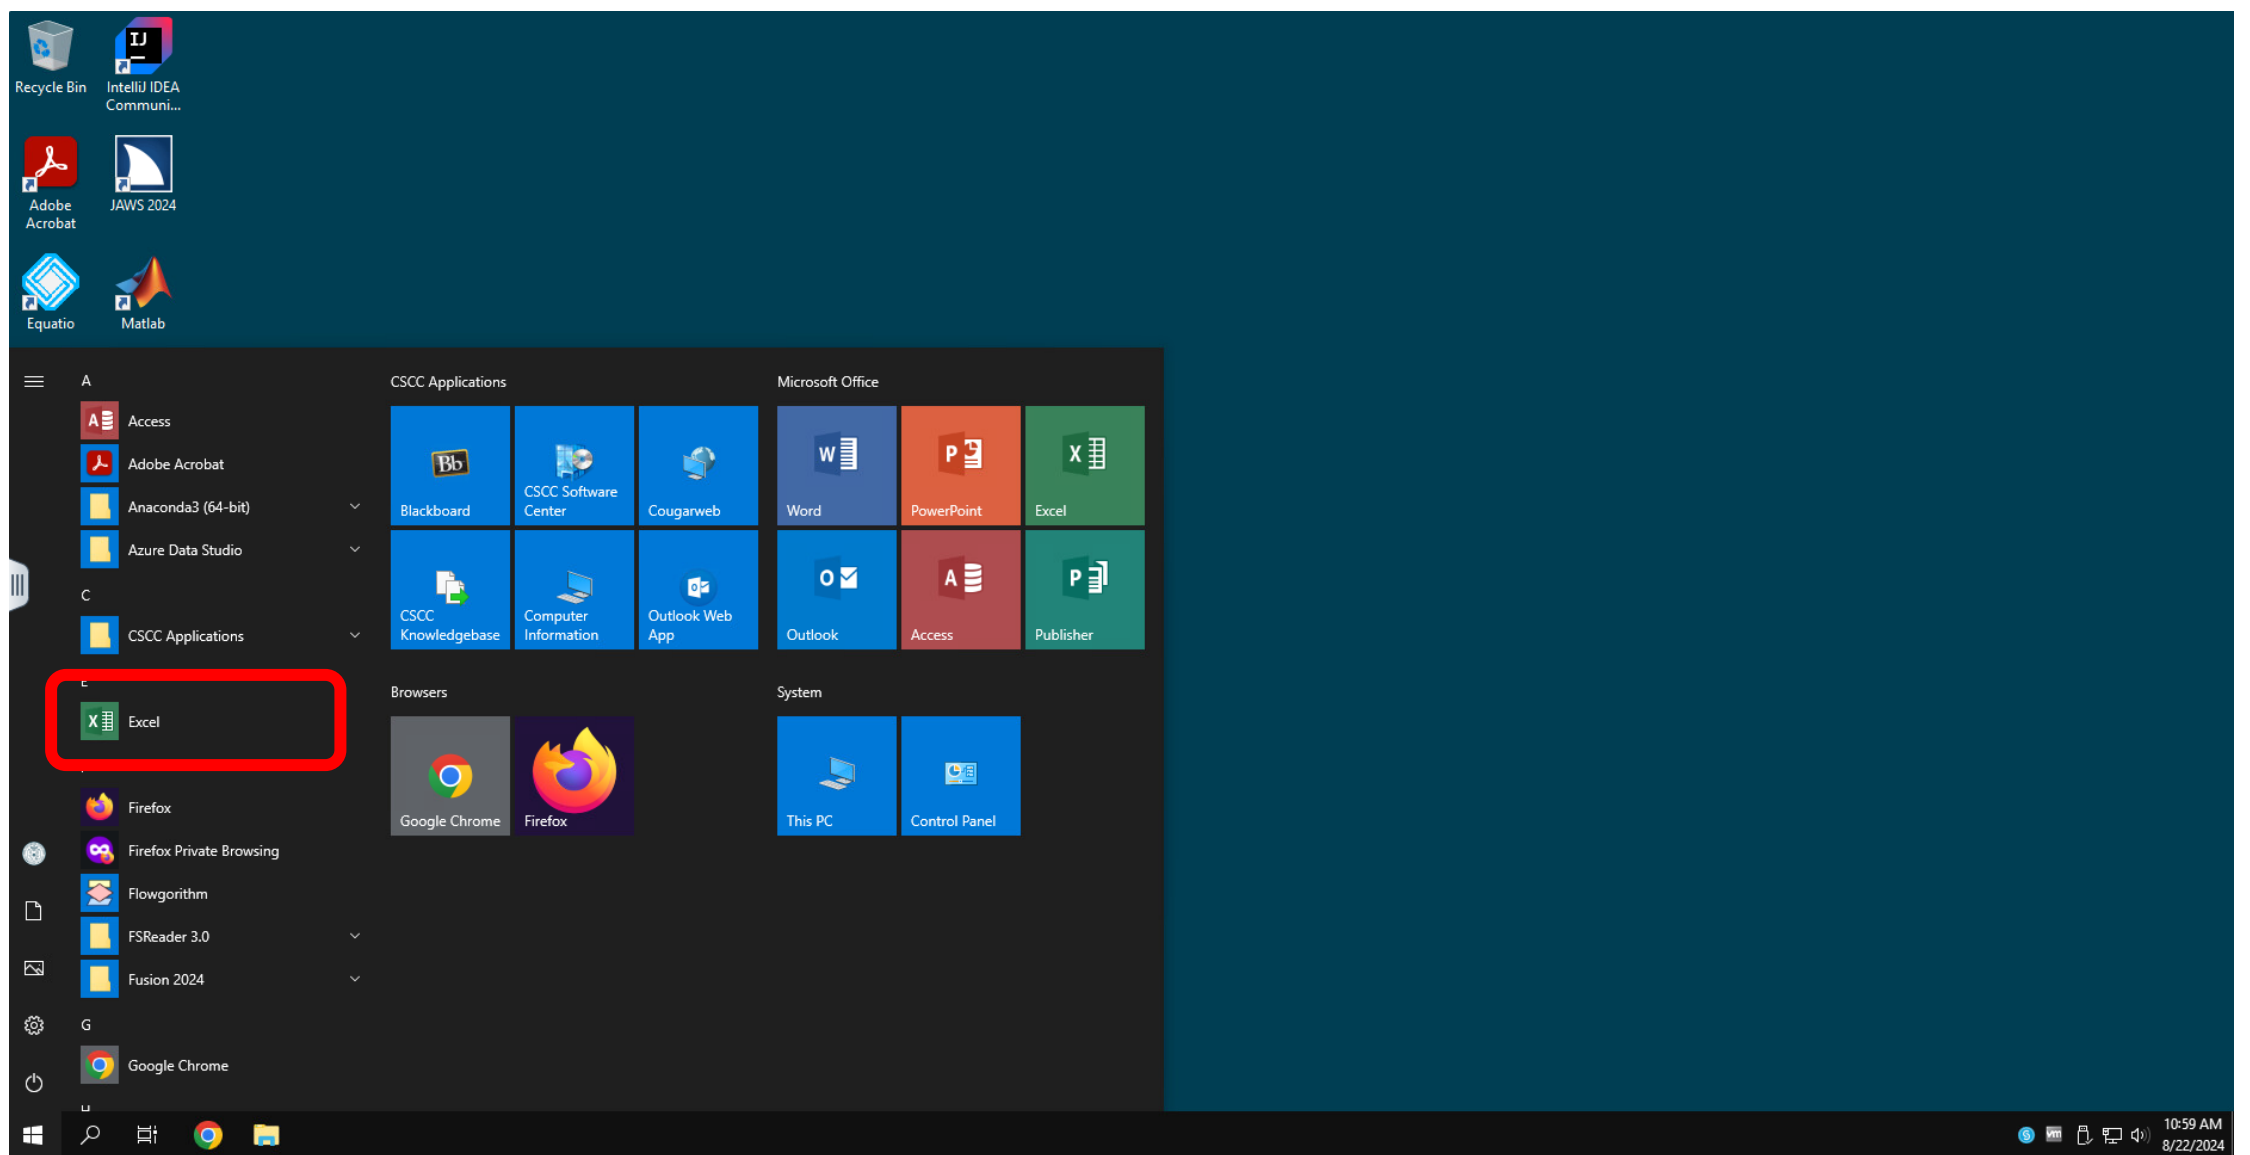 Recycle Bin
IntelliJ IDEA
Communi...
Adobe
Acrobat
JAWS 2024
Equatio
Matlab
A
Access
Adobe Acrobat
Anaconda3 (64-bit)
Azure Data Studio
C
CSCC Applications
E
Excel
Firefox
Firefox Private Browsing
Flowgorithm
FSReader 3.0
Fusion 2024
G
Google Chrome
H
CSCC Applications
Blackboard
CSCC Software
Center
Cougarweb
CSCC
Knowledgebase
Computer
Information
Outlook Web
App
Microsoft Office
Word
PowerPoint
Excel
Outlook
Access
Publisher
Browsers
Google Chrome
Firefox
System
This PC
Control Panel
10:59 AM
8/22/2024